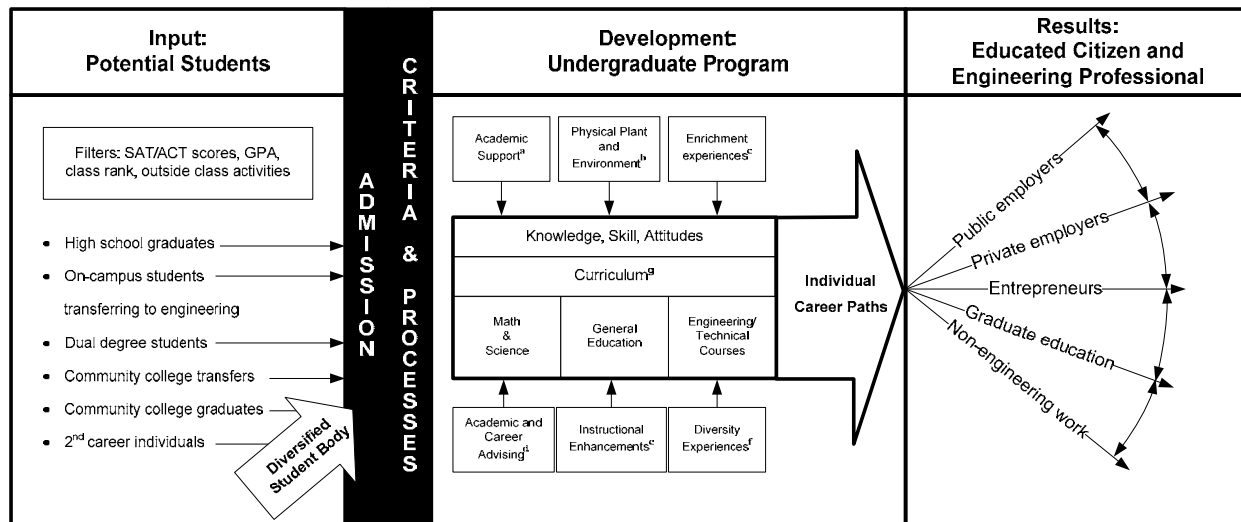 Input:
Potential Students
Filters: SAT/ACT scores, GPA,
class rank, outside class activities
• High school graduates
• On-campus students
transferring to engineering
• Dual degree students
• Community college transfers
• Community college graduates
• 2nd career individuals
Diversified
Student Body
ADMISSION
CRITERIA & PROCESSES
Development:
Undergraduate Program
Academic
Support a
Physical Plant
and
Environment b
Enrichment
experiences c
Knowledge, Skill, Attitudes
Curriculum g
Math
&
Science
General
Education
Engineering/
Technical
Courses
Academic and
Career
Advising d
Instructional
Enhancements e
Diversity
Experiences f
Individual
Career Paths
Results:
Educated Citizen and
Engineering Professional
Public employers
Private employers
Entrepreneurs
Graduate education
Non-engineering work